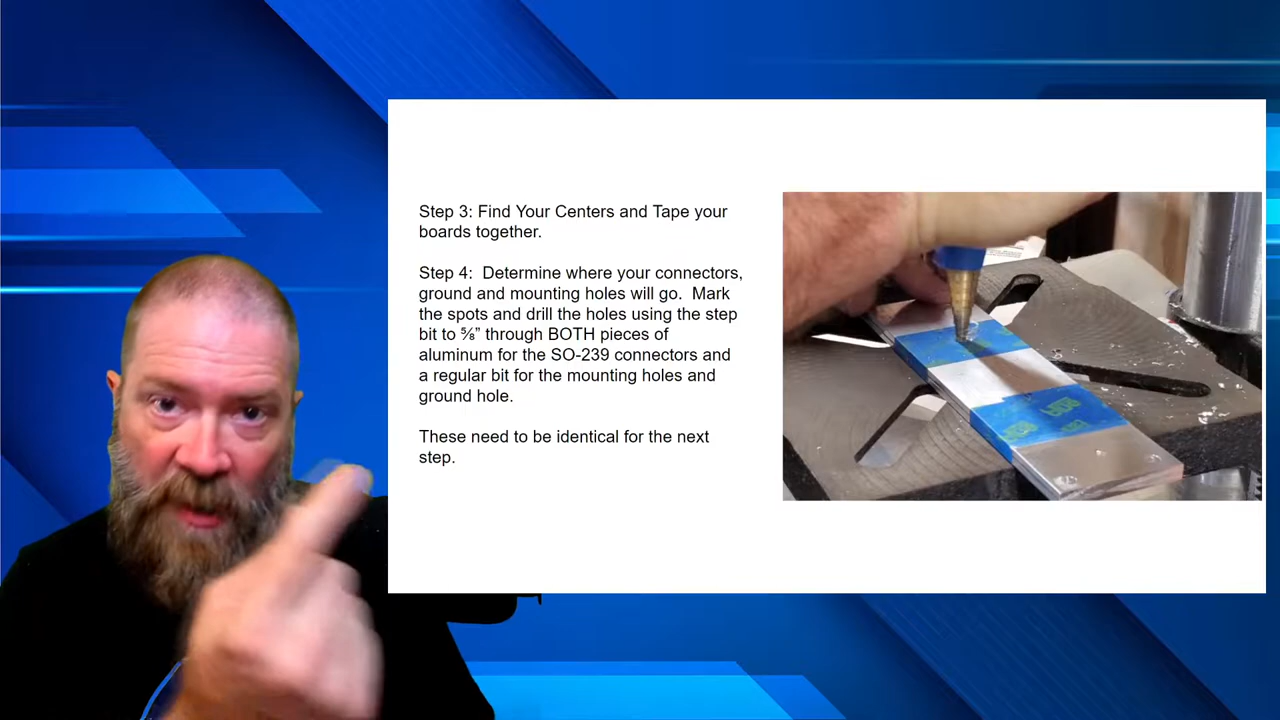 Step 3: Find Your Centers and Tape your
boards together.
Step 4:  Determine where your connectors,
ground and mounting holes will go.  Mark
the spots and drill the holes using the step
bit to ⅝” through BOTH pieces of
aluminum for the SO-239 connectors and
a regular bit for the mounting holes and
ground hole.
These need to be identical for the next
step.